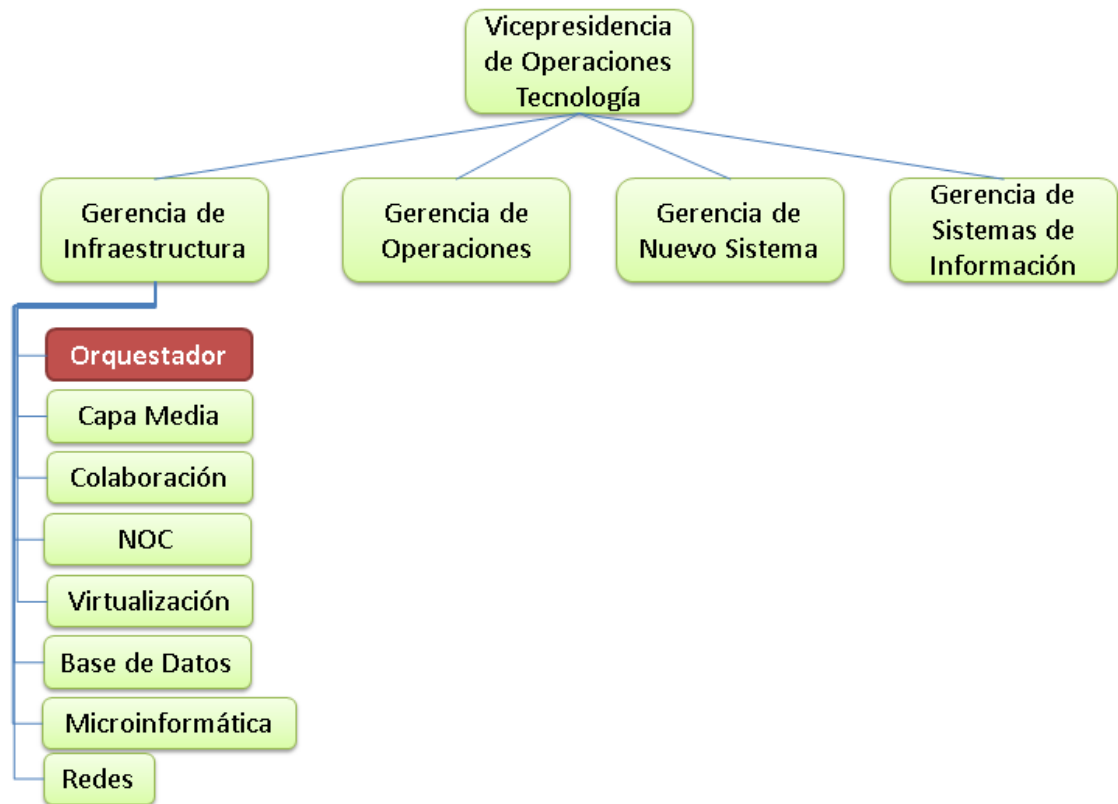 Vicepresidencia
de Operaciones
Tecnología
Gerencia de
Infraestructura
Gerencia de
Operaciones
Gerencia de
Nuevo Sistema
Gerencia de
Sistemas de
Información
Orquestador
Capa Media
Colaboración
NOC
Virtualización
Base de Datos
Microinformática
Redes